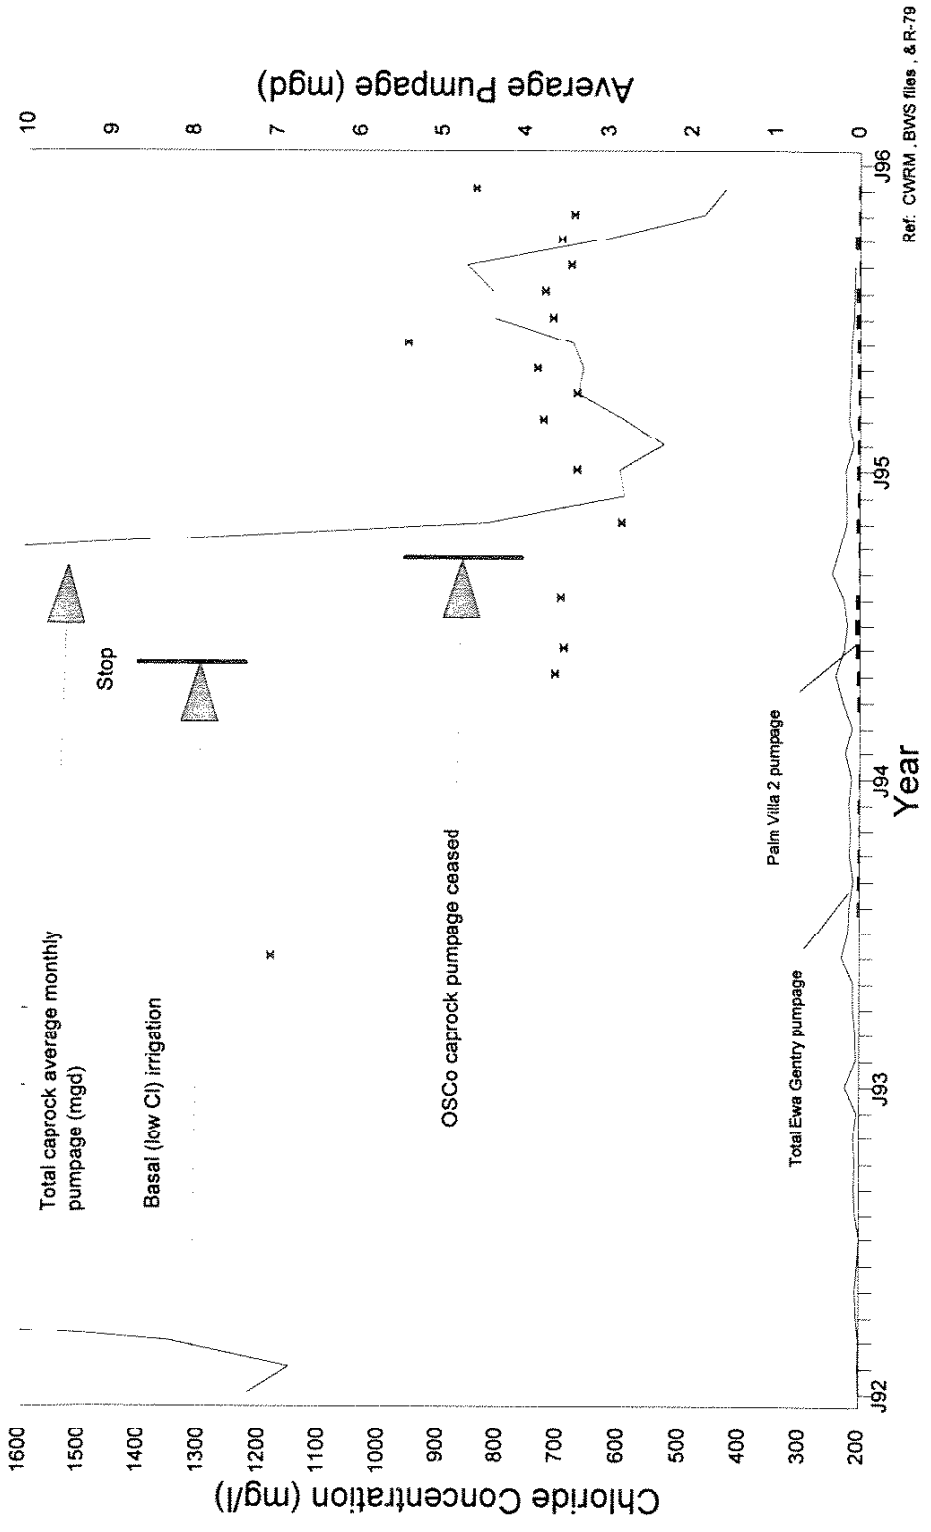 Chloride Concentration (mg/l)
1600
1500
1400
1300
1200
1100
1000
900
800
700
600
500
400
300
200
Total caprock average monthly
pumpage (mgd)
Basal (low Cl) irrigation
Stop
OSCo caprock pumpage ceased
Total Ewa Gentry pumpage
Palm Villa 2 pumpage
10
9
8
7
6
5
4
3
2
1
0
Average Pumpage (mgd)
J92
J93
J94
J95
J96
Year
Ref: CWRM , BWS files , & R-79